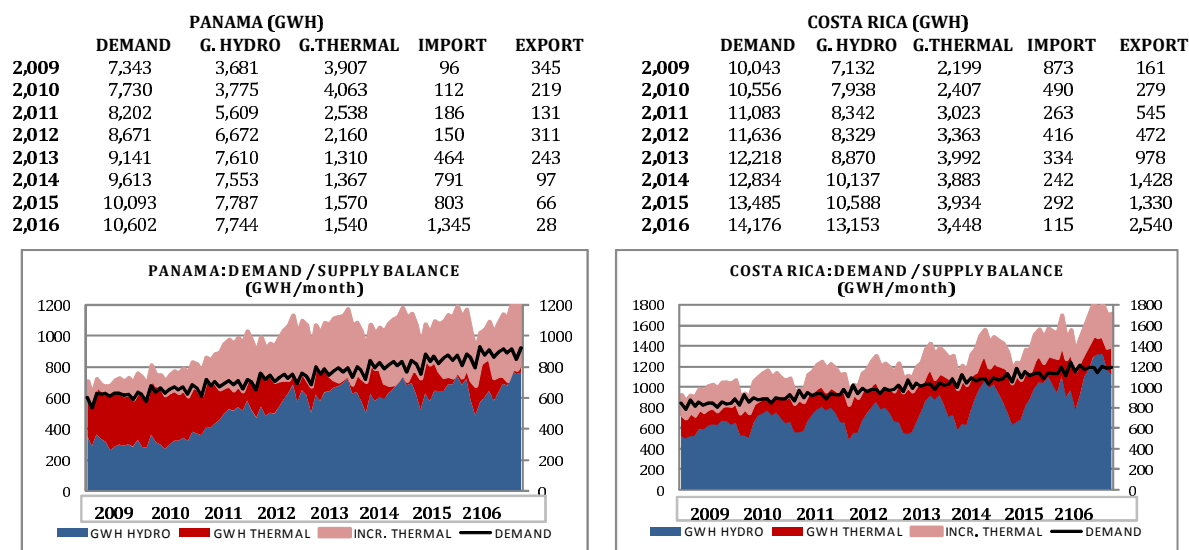 PANAMA (GWH)
DEMAND G. HYDRO G.THERMAL IMPORT EXPORT
2,009 7,343 3,681 3,907 96 345
2,010 7,730 3,775 4,063 112 219
2,011 8,202 5,609 2,538 186 131
2,012 8,671 6,672 2,160 150 311
2,013 9,141 7,610 1,310 464 243
2,014 9,613 7,553 1,367 791 97
2,015 10,093 7,787 1,570 803 66
2,016 10,602 7,744 1,540 1,345 28
COSTA RICA (GWH)
DEMAND G. HYDRO G.THERMAL IMPORT EXPORT
2,009 10,043 7,132 2,199 873 161
2,010 10,556 7,938 2,407 490 279
2,011 11,083 8,342 3,023 263 545
2,012 11,636 8,329 3,363 416 472
2,013 12,218 8,870 3,992 334 978
2,014 12,834 10,137 3,883 242 1,428
2,015 13,485 10,588 3,934 292 1,330
2,016 14,176 13,153 3,448 115 2,540
PANAMA: DEMAND / SUPPLY BALANCE
(GWH/month)
1200 1200
1000 1000
800 800
600 600
400 400
200 200
0 0
2009 2010 2011 2012 2013 2014 2015 2106
GWH HYDRO GWH THERMAL INCR. THERMAL DEMAND
COSTA RICA: DEMAND / SUPPLY BALANCE
(GWH/month)
1800 1800
1600 1600
1400 1400
1200 1200
1000 1000
800 800
600 600
400 400
200 200
0 0
2009 2010 2011 2012 2013 2014 2015 2106
GWH HYDRO GWH THERMAL INCR. THERMAL DEMAND